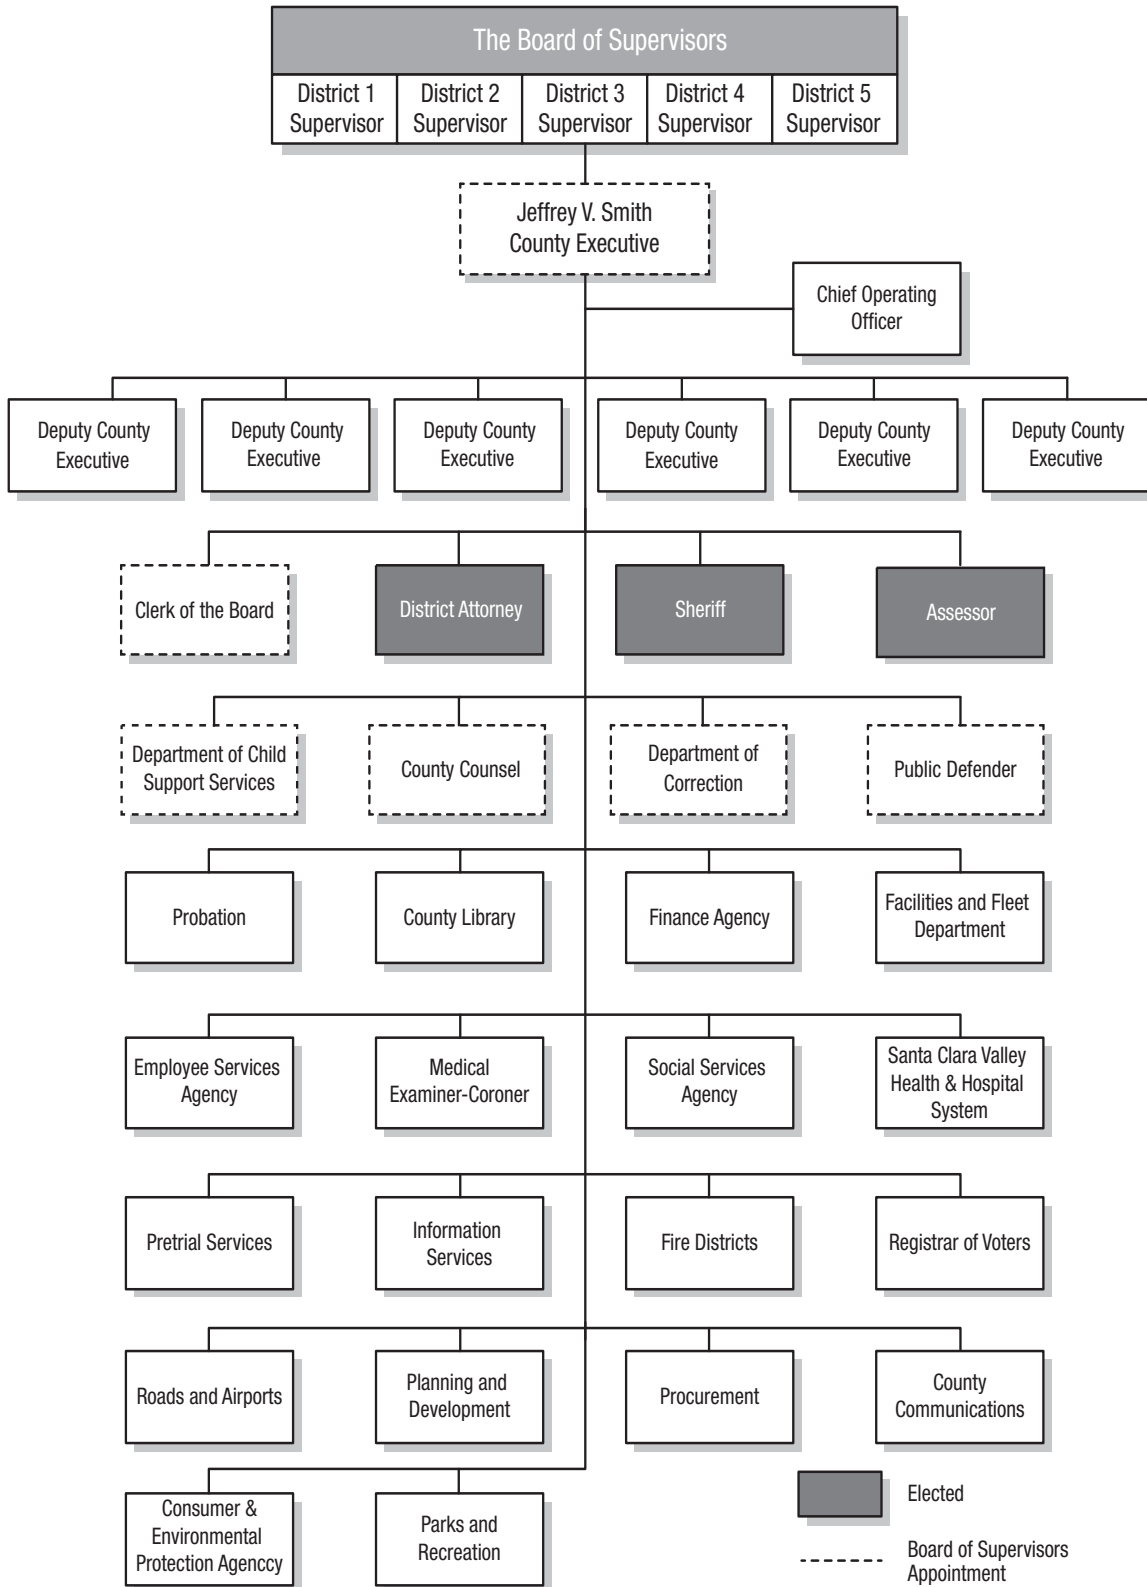 The Board of Supervisors
District 1
Supervisor
District 2
Supervisor
District 3
Supervisor
District 4
Supervisor
District 5
Supervisor
Jeffrey V. Smith
County Executive
Chief Operating
Officer
Deputy County
Executive
Deputy County
Executive
Deputy County
Executive
Deputy County
Executive
Deputy County
Executive
Deputy County
Executive
Clerk of the Board
District Attorney
Sheriff
Assessor
Department of Child
Support Services
County Counsel
Department of
Correction
Public Defender
Probation
County Library
Finance Agency
Facilities and Fleet
Department
Employee Services
Agency
Medical
Examiner-Coroner
Social Services
Agency
Santa Clara Valley
Health & Hospital
System
Pretrial Services
Information
Services
Fire Districts
Registrar of Voters
Roads and Airports
Planning and
Development
Procurement
County
Communications
Consumer &
Environmental
Protection Agenccy
Parks and
Recreation
Elected
Board of Supervisors
Appointment